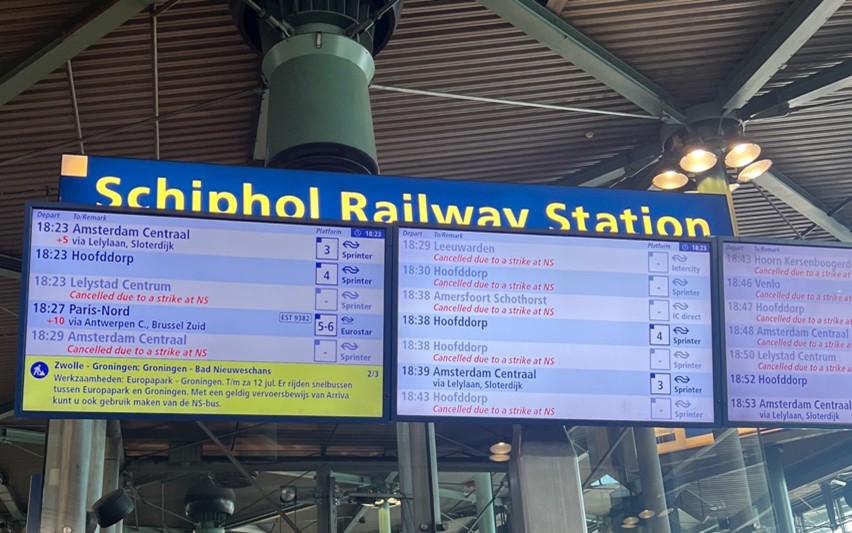 Schiphol Railway Station
Depart To/Remark Platform 18:23
18:23 Amsterdam Centraal 3 Sprinter
+5 via Lelylaan, Sloterdijk
18:23 Hoofddorp 4 Sprinter
18:23 Lelystad Centrum - Sprinter
Cancelled due to a strike at NS
18:27 Paris-Nord EST 9382 5-6 Eurostar
+10 via Antwerpen C., Brussel Zuid
18:29 Amsterdam Centraal - Sprinter
Cancelled due to a strike at NS
Zwolle - Groningen; Groningen - Bad Nieuweschans 2/3
Werkzaamheden: Europapark - Groningen. T/m za 12 jul. Er rijden snelbussen
tussen Europapark en Groningen. Met een geldig vervoersbewijs van Arriva
kunt u ook gebruik maken van de NS-bus.
Depart To/Remark Platform 18:23
18:29 Leeuwarden - Intercity
Cancelled due to a strike at NS
18:30 Hoofddorp - Sprinter
Cancelled due to a strike at NS
18:38 Amersfoort Schothorst - IC direct
Cancelled due to a strike at NS
18:38 Hoofddorp 4 Sprinter
18:38 Hoofddorp - Sprinter
Cancelled due to a strike at NS
18:39 Amsterdam Centraal 3 Sprinter
via Lelylaan, Sloterdijk
18:43 Hoofddorp - Sprinter
Cancelled due to a strike at NS
Depart To/Remark
18:43 Hoorn Kersenboogerd
Cancelled due to a strike at
18:46 Venlo
Cancelled due to a strike at
18:47 Hoofddorp
Cancelled due to a strike at
18:48 Amsterdam Centraal
Cancelled due to a strike at
18:50 Lelystad Centrum
Cancelled due to a strike at
18:52 Hoofddorp
18:53 Amsterdam Centraal
via Lelylaan, Sloterdijk